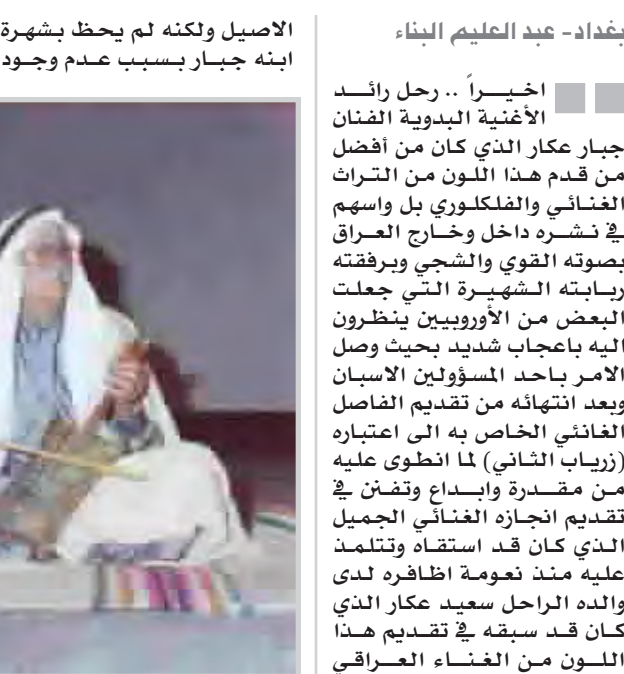 بغداد- عبد العليم البناء
اخيراً .. رحل رائد
الأغنية البدوية الفنان
جبار عكار الذي كان من أفضل
من قدم هذا اللون من التراث
الغنائي والفلكلوري بل واسهم
في نشره داخل وخارج العراق
بصوته القوي والشجي وبرفقته
ربابته الشهيرة التي جعلت
البعض من الأوروبيين ينظرون
اليه باعجاب شديد بحيث وصل
الامر باحد المسؤولين الاسبان
وبعد انتهائه من تقديم الفاصل
الغانئي الخاص به الى اعتباره
(زرياب الثاني) لما انطوى عليه
من مقدرة وابداع وتفنن في
تقديم انجازه الغنائي الجميل
الذي كان قد استقاه وتتلمذ
عليه منذ نعومة اظافره لدى
والده الراحل سعيد عكار الذي
كان قد سبقه في تقديم هذا
اللون من الغناء العراقي
الاصيل ولكنه لم يحظ بشهرة
ابنه جبار بسبب عدم وجود